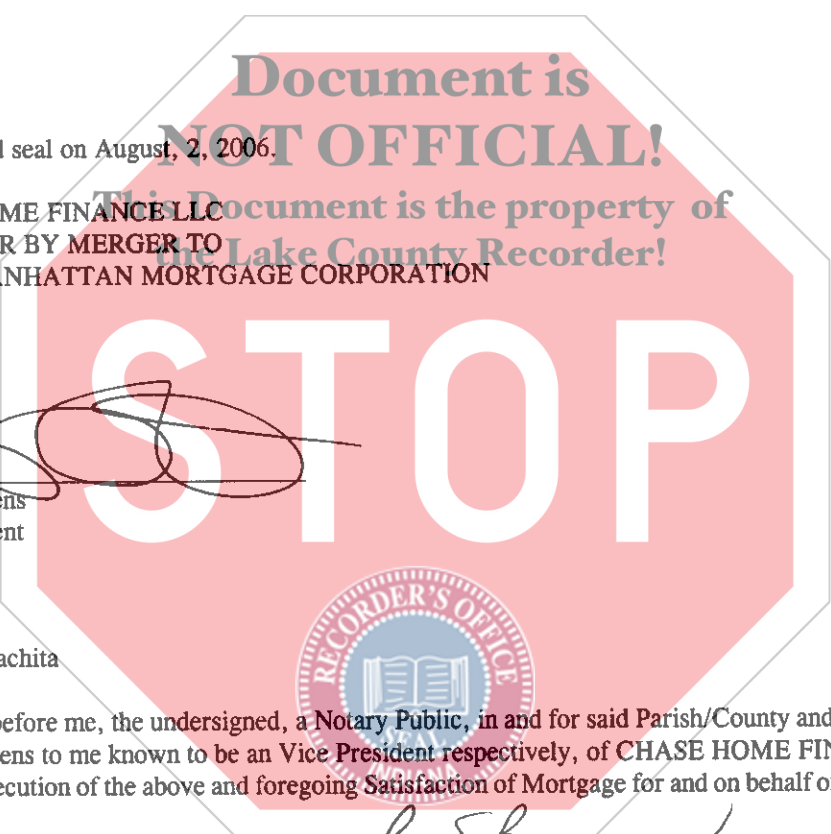 Document is
NOT OFFICIAL!
This Document is the property of
the Lake County Recorder!
seal on August, 2, 2006.
ME FINANCE LLC
R BY MERGER TO
NHATTAN MORTGAGE CORPORATION
STOP
ens
ent
RECORDER'S OFFICE
SEAL
INDIANA
achita
before me, the undersigned, a Notary Public, in and for said Parish/County and
ens to me known to be an Vice President respectively, of CHASE HOME FIN
ecution of the above and foregoing Satisfaction of Mortgage for and on behalf o